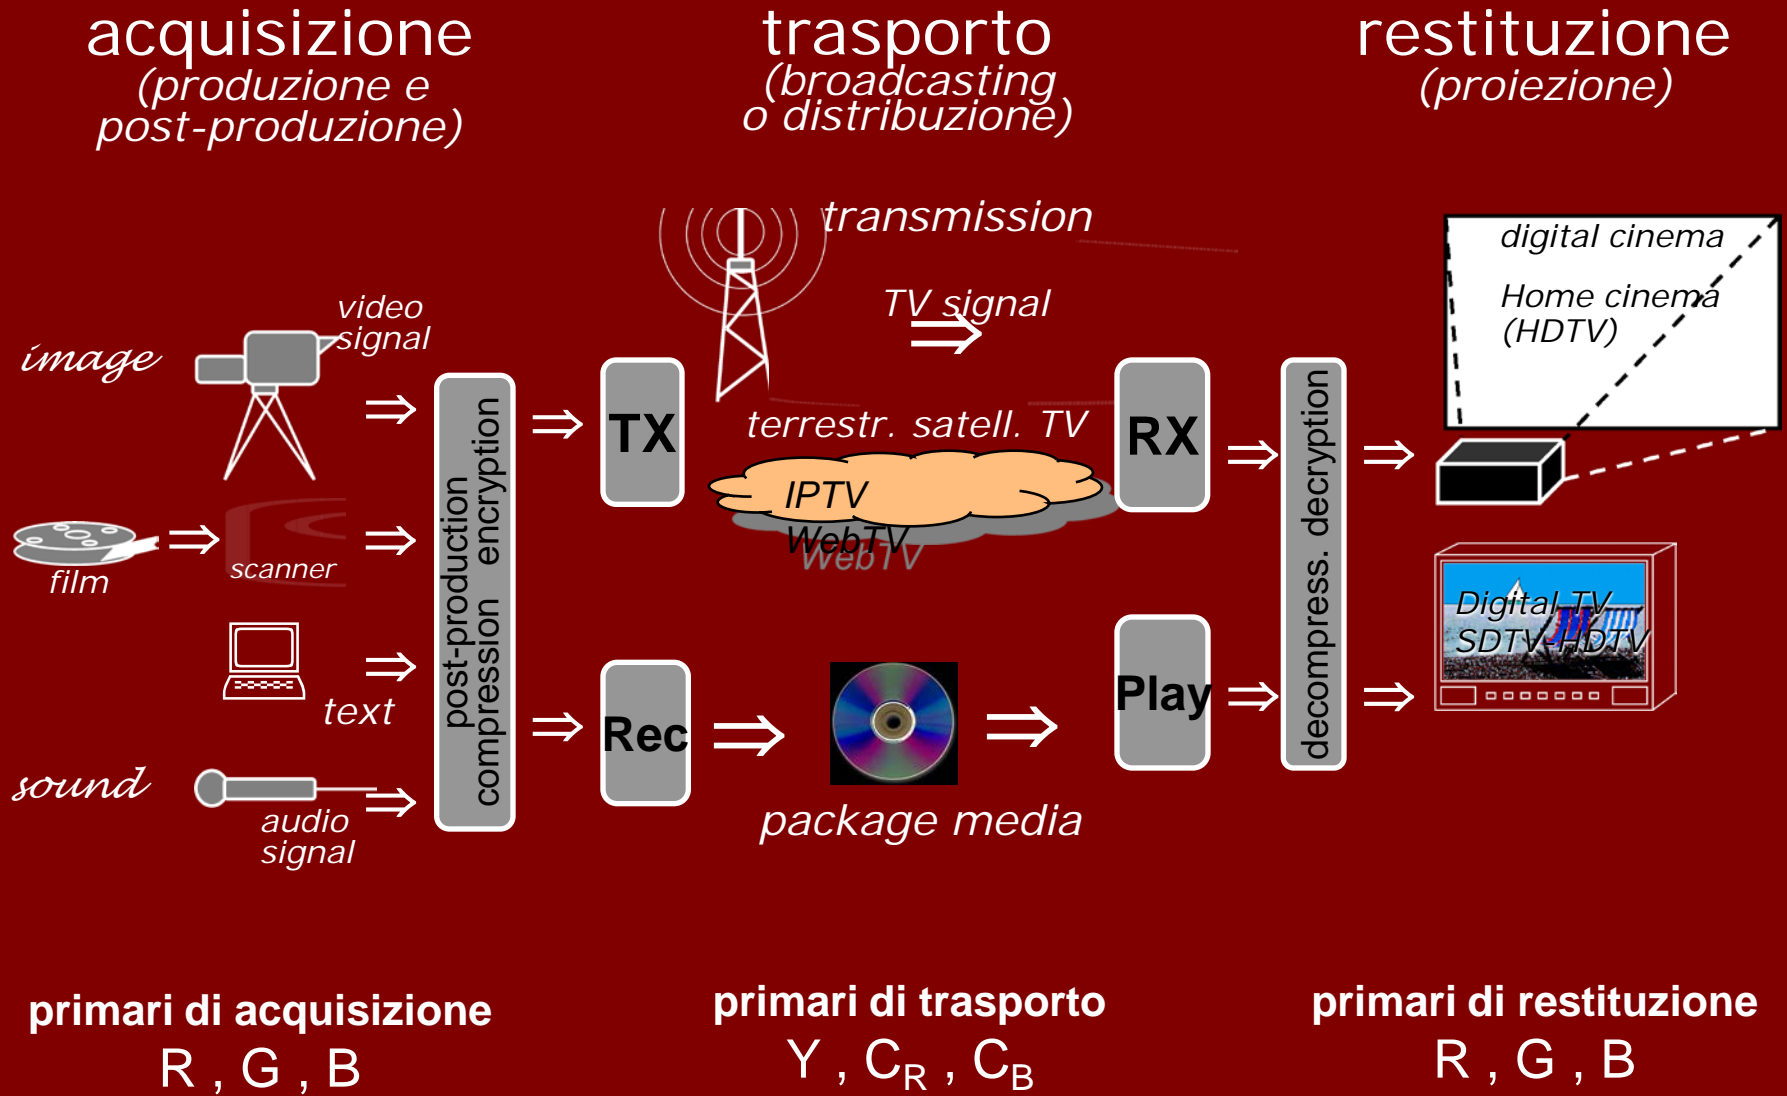 acquisizione
(produzione e
post-produzione)
trasporto
(broadcasting
o distribuzione)
restituzione
(proiezione)
image
video
signal
film
scanner
text
sound
audio
signal
post-production
compression encryption
TX
Rec
transmission
TV signal
terrestr. satell. TV
IPTV
WebTV
package media
RX
Play
decompress. decryption
digital cinema
Home cinema
(HDTV)
Digital TV
SDTV-HDTV
primari di acquisizione
R , G , B
primari di trasporto
Y , CR , CB
primari di restituzione
R , G , B